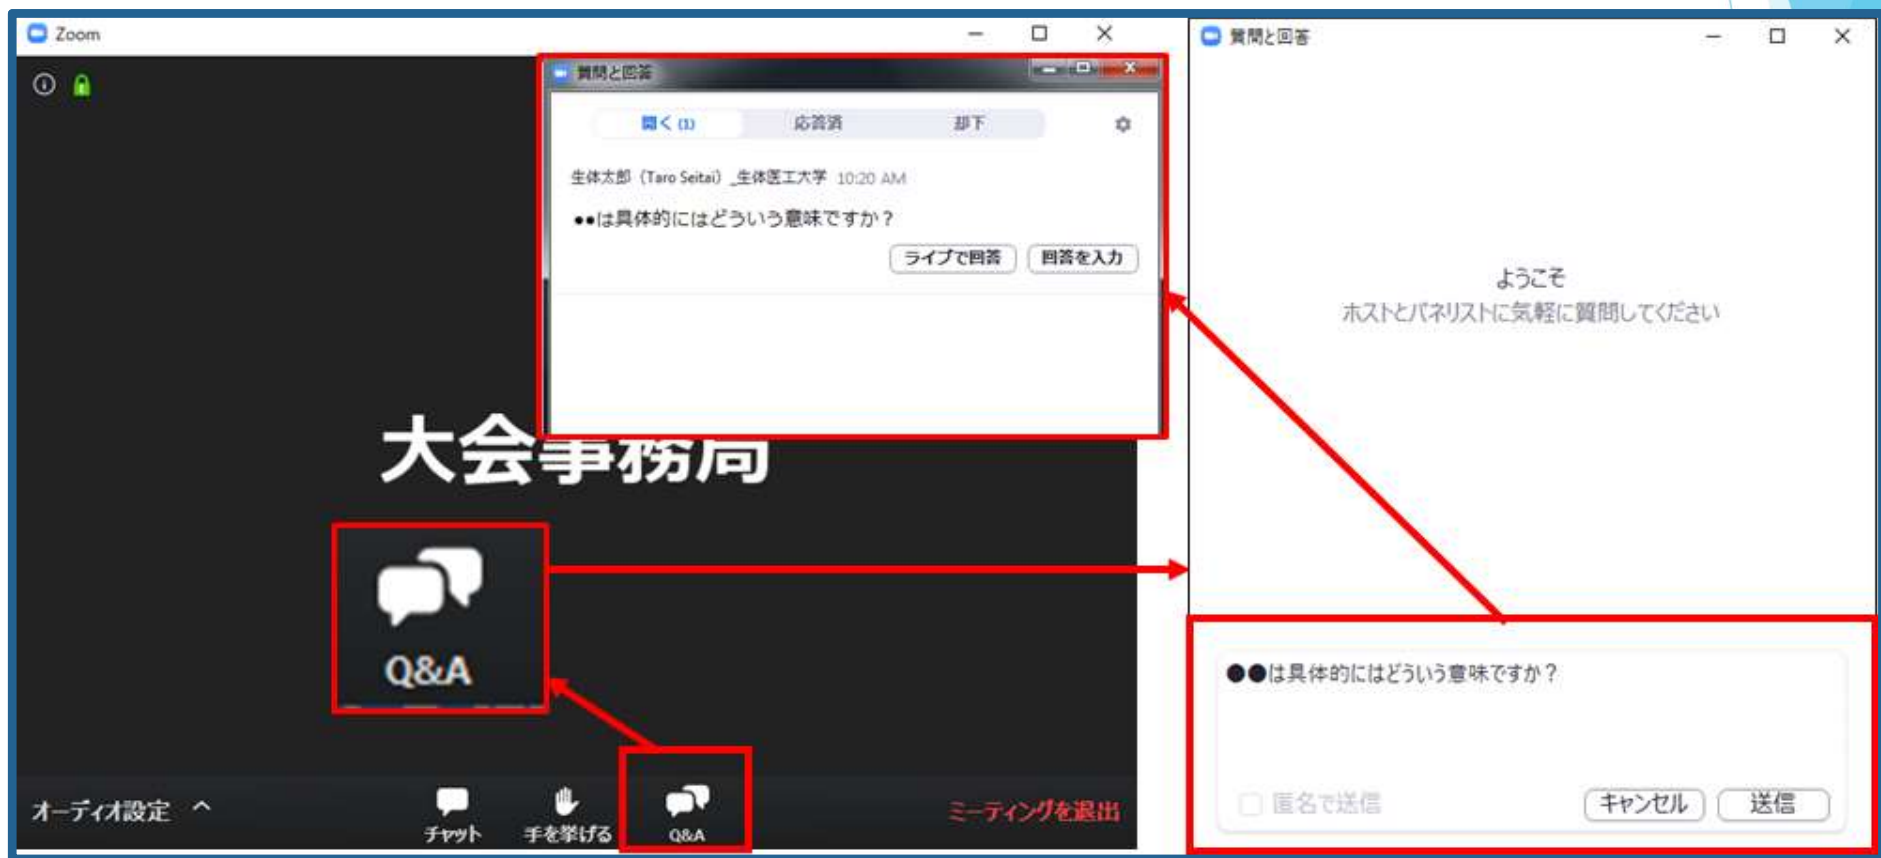 Zoom
質問と回答
開く (1)
応答済
却下
生体太郎（Taro Seitai）_生体医工大学 10:20 AM
●●は具体的にはどういう意味ですか？
ライブで回答
回答を入力
大会事務局
Q&A
オーディオ設定
チャット
手を挙げる
Q&A
ミーティングを退出
質問と回答
ようこそ
ホストとパネリストに気軽に質問してください
●●は具体的にはどういう意味ですか？
匿名で送信
キャンセル
送信